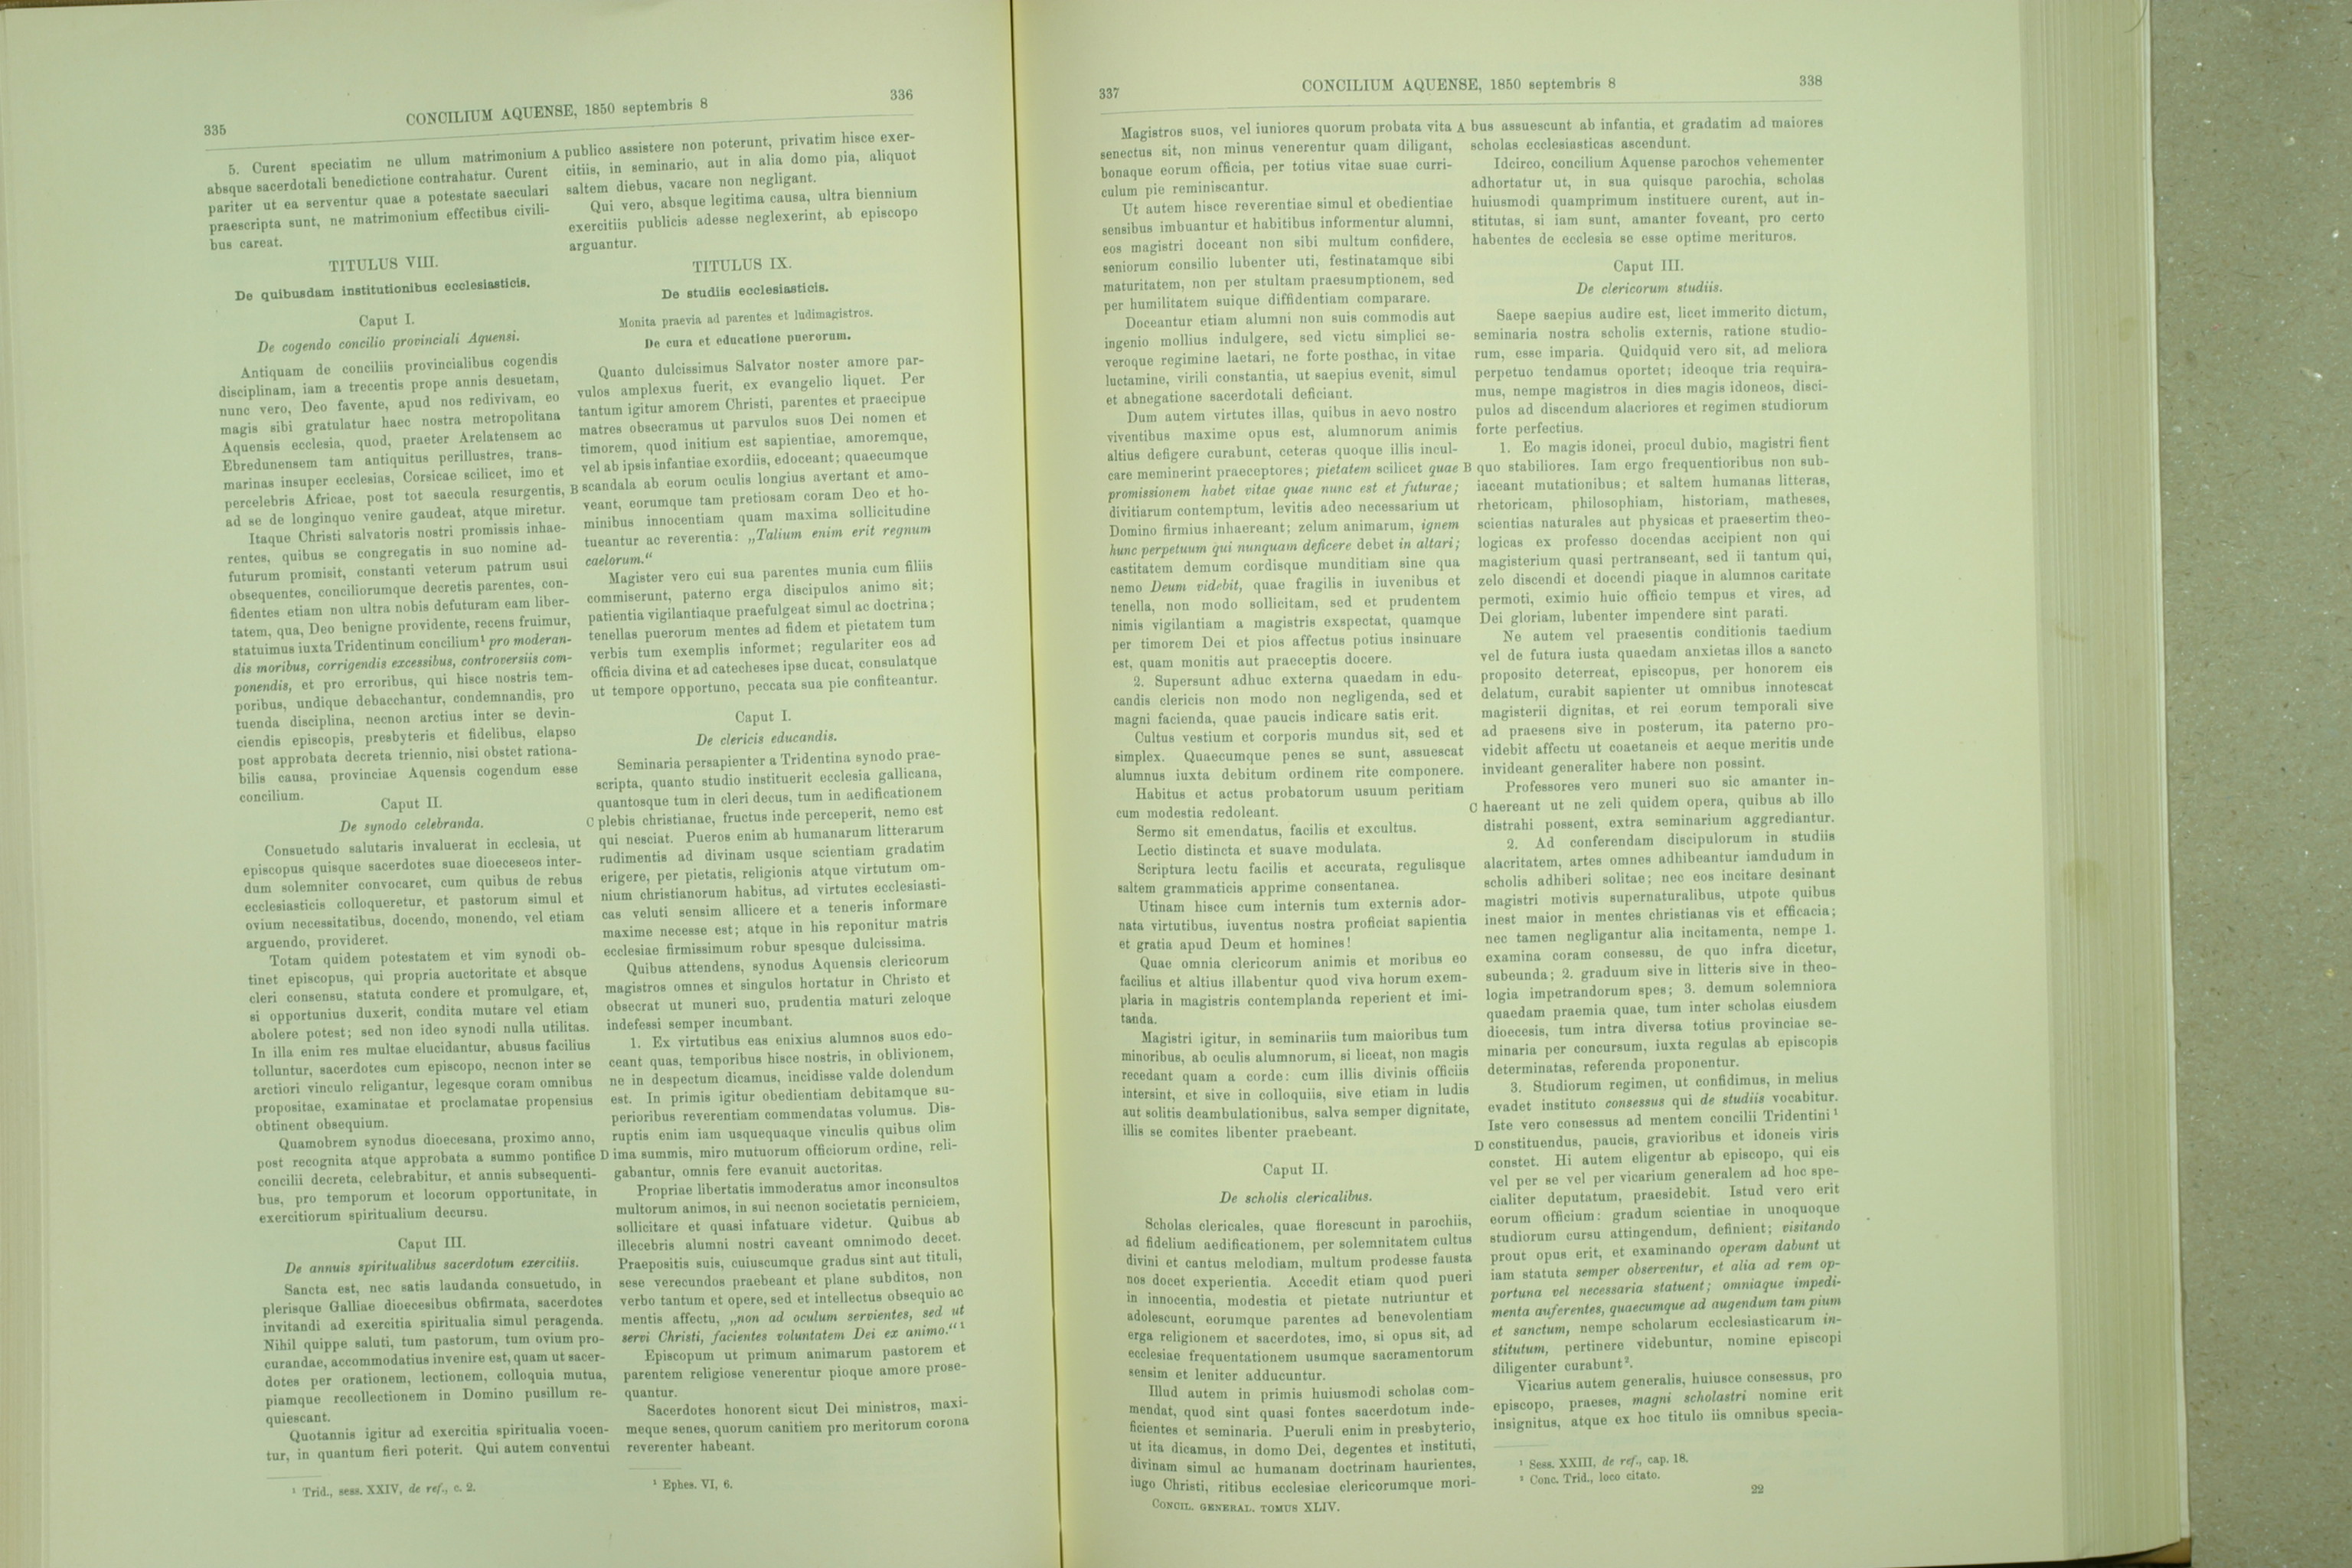 335
CONCILIUM AQUENSE, 1850 septembris 8
336
5. Curent speciatim ne ullum matrimonium
absque sacerdotali benedictione contrahatur. Curent
pariter ut ea serventur quae a potestate saeculari
praescripta sunt, ne matrimonium effectibus civili-
bus careat.
TITULUS VIII.
De quibusdam institutionibus ecclesiasticis.
Caput I.
De cogendo concilio provinciali Aquensi.
Antiquam de conciliis provincialibus cogendis
disciplinam, iam a trecentis prope annis desuetam,
nunc vero, Deo favente, apud nos redivivam, eo
magis sibi gratulatur haec nostra metropolitana
Aquensis ecclesia, quod, praeter Arelatensem ac
Ebredunensem tam antiquitus perillustres, trans-
marinas insuper ecclesias, Corsicae scilicet, imo et
percelebris Africae, post tot saecula resurgentis,
ad se de longinquo venire gaudeat, atque miretur.
Itaque Christi salvatoris nostri promissis inhae-
rentes, quibus se congregatis in suo nomine ad-
futurum promisit, constanti veterum patrum usui
obsequentes, conciliorumque decretis parentes, con-
fidentes etiam non ultra nobis defuturam eam liber-
tatem, qua, Deo benigne providente, recens fruimur,
statuimus iuxta Tridentinum concilium¹ pro moderan-
dis moribus, corrigendis excessibus, controversiis com-
ponendis, et pro erroribus, qui hisce nostris tem-
poribus, undique debacchantur, condemnandis, pro
tuenda disciplina, necnon arctius inter se devin-
ciendis episcopis, presbyteris et fidelibus, elapso
post approbata decreta triennio, nisi obstet rationa-
bilis causa, provinciae Aquensis cogendum esse
concilium.
Caput II.
De synodo celebranda.
Consuetudo salutaris invaluerat in ecclesia, ut
episcopus quisque sacerdotes suae dioeceseos inter-
dum solemniter convocaret, cum quibus de rebus
ecclesiasticis colloqueretur, et pastorum simul et
ovium necessitatibus, docendo, monendo, vel etiam
arguendo, provideret.
Totam quidem potestatem et vim synodi ob-
tinet episcopus, qui propria auctoritate et absque
cleri consensu, statuta condere et promulgare, et,
si opportunius duxerit, condita mutare vel etiam
abolere potest; sed non ideo synodi nulla utilitas.
In illa enim res multae elucidantur, abusus facilius
tolluntur, sacerdotes cum episcopo, necnon inter se
arctiori vinculo religantur, legesque coram omnibus
propositae, examinatae et proclamatae propensius
obtinent obsequium.
Quamobrem synodus dioecesana, proximo anno,
post recognita atque approbata a summo pontifice
concilii decreta, celebrabitur, et annis subsequenti-
bus, pro temporum et locorum opportunitate, in
exercitiorum spiritualium decursu.
Caput III.
De annuis spiritualibus sacerdotum exercitiis.
Sancta est, nec satis laudanda consuetudo, in
plerisque Galliae dioecesibus obfirmata, sacerdotes
invitandi ad exercitia spiritualia simul peragenda.
Nihil quippe saluti, tum pastorum, tum ovium pro-
curandae, accommodatius invenire est, quam ut sacer-
dotes per orationem, lectionem, colloquia mutua,
piamque recollectionem in Domino pusillum re-
quiescant.
Quotannis igitur ad exercitia spiritualia vocen-
tur, in quantum fieri poterit. Qui autem conventui
¹ Trid., sess. XXIV, de ref., c. 2.
A publico assistere non poterunt, privatim hisce exer-
citiis, in seminario, aut in alia domo pia, aliquot
saltem diebus, vacare non negligant.
Qui vero, absque legitima causa, ultra biennium
exercitiis publicis adesse neglexerint, ab episcopo
arguantur.
TITULUS IX.
De studiis ecclesiasticis.
Monita praevia ad parentes et ludimagistros.
De cura et educatione puerorum.
Quanto dulcissimus Salvator noster amore par-
vulos amplexus fuerit, ex evangelio liquet. Per
tantum igitur amorem Christi, parentes et praecipue
matres obsecramus ut parvulos suos Dei nomen et
timorem, quod initium est sapientiae, amoremque,
vel ab ipsis infantiae exordiis, edoceant; quaecumque
B scandala ab eorum oculis longius avertant et amo-
veant, eorumque tam pretiosam coram Deo et ho-
minibus innocentiam quam maxima sollicitudine
tueantur ac reverentia: „Talium enim erit regnum
caelorum.“
Magister vero cui sua parentes munia cum filiis
commiserunt, paterno erga discipulos animo sit;
patientia vigilantiaque praefulgeat simul ac doctrina;
tenellas puerorum mentes ad fidem et pietatem tum
verbis tum exemplis informet; regulariter eos ad
officia divina et ad catecheses ipse ducat, consulatque
ut tempore opportuno, peccata sua pie confiteantur.
Caput I.
De clericis educandis.
Seminaria persapienter a Tridentina synodo prae-
scripta, quanto studio instituerit ecclesia gallicana,
quantosque tum in cleri decus, tum in aedificationem
C plebis christianae, fructus inde perceperit, nemo est
qui nesciat. Pueros enim ab humanarum litterarum
rudimentis ad divinam usque scientiam gradatim
erigere, per pietatis, religionis atque virtutum om-
nium christianorum habitus, ad virtutes ecclesiasti-
cas veluti sensim allicere et a teneris informare
maxime necesse est; atque in his reponitur matris
ecclesiae firmissimum robur spesque dulcissima.
Quibus attendens, synodus Aquensis clericorum
magistros omnes et singulos hortatur in Christo et
obsecrat ut muneri suo, prudentia maturi zeloque
indefessi semper incumbant.
1. Ex virtutibus eas enixius alumnos suos edo-
ceant quas, temporibus hisce nostris, in oblivionem,
ne in despectum dicamus, incidisse valde dolendum
est. In primis igitur obedientiam debitamque su-
perioribus reverentiam commendatas volumus. Dis-
ruptis enim iam usquequaque vinculis quibus olim
D ima summis, miro mutuorum officiorum ordine, reli-
gabantur, omnis fere evanuit auctoritas.
Propriae libertatis immoderatus amor inconsultos
multorum animos, in sui necnon societatis perniciem,
sollicitare et quasi infatuare videtur. Quibus ab
illecebris alumni nostri caveant omnimodo decet.
Praepositis suis, cuiuscumque gradus sint aut tituli,
sese verecundos praebeant et plane subditos, non
verbo tantum et opere, sed et intellectus obsequio ac
mentis affectu, „non ad oculum servientes, sed ut
servi Christi, facientes voluntatem Dei ex animo.“¹
Episcopum ut primum animarum pastorem et
parentem religiose venerentur pioque amore prose-
quantur.
Sacerdotes honorent sicut Dei ministros, maxi-
meque senes, quorum canitiem pro meritorum corona
reverenter habeant.
¹ Ephes. VI, 6.
337
CONCILIUM AQUENSE, 1850 septembris 8
338
Magistros suos, vel iuniores quorum probata vita
senectus sit, non minus venerentur quam diligant,
bonaque eorum officia, per totius vitae suae curri-
culum pie reminiscantur.
Ut autem hisce reverentiae simul et obedientiae
sensibus imbuantur et habitibus informentur alumni,
eos magistri doceant non sibi multum confidere,
seniorum consilio lubenter uti, festinatamque sibi
maturitatem, non per stultam praesumptionem, sed
per humilitatem suique diffidentiam comparare.
Doceantur etiam alumni non suis commodis aut
ingenio mollius indulgere, sed victu simplici se-
veroque regimine laetari, ne forte posthac, in vitae
luctamine, virili constantia, ut saepius evenit, simul
et abnegatione sacerdotali deficiant.
Dum autem virtutes illas, quibus in aevo nostro
viventibus maxime opus est, alumnorum animis
altius defigere curabunt, ceteras quoque illis incul-
care meminerint praeceptores; pietatem scilicet quae
promissionem habet vitae quae nunc est et futurae;
divitiarum contemptum, levitis adeo necessarium ut
Domino firmius inhaereant; zelum animarum, ignem
hunc perpetuum qui nunquam deficere debet in altari;
castitatem demum cordisque munditiam sine qua
nemo Deum videbit, quae fragilis in iuvenibus et
tenella, non modo sollicitam, sed et prudentem
nimis vigilantiam a magistris exspectat, quamque
per timorem Dei et pios affectus potius insinuare
est, quam monitis aut praeceptis docere.
2. Supersunt adhuc externa quaedam in edu-
candis clericis non modo non negligenda, sed et
magni facienda, quae paucis indicare satis erit.
Cultus vestium et corporis mundus sit, sed et
simplex. Quaecumque penes se sunt, assuescat
alumnus iuxta debitum ordinem rite componere.
Habitus et actus probatorum usuum peritiam
cum modestia redoleant.
Sermo sit emendatus, facilis et excultus.
Lectio distincta et suave modulata.
Scriptura lectu facilis et accurata, regulisque
saltem grammaticis apprime consentanea.
Utinam hisce cum internis tum externis ador-
nata virtutibus, iuventus nostra proficiat sapientia
et gratia apud Deum et homines!
Quae omnia clericorum animis et moribus eo
facilius et altius illabentur quod viva horum exem-
plaria in magistris contemplanda reperient et imi-
tanda.
Magistri igitur, in seminariis tum maioribus tum
minoribus, ab oculis alumnorum, si liceat, non magis
recedant quam a corde: cum illis divinis officiis
intersint, et sive in colloquiis, sive etiam in ludis
aut solitis deambulationibus, salva semper dignitate,
illis se comites libenter praebeant.
Caput II.
De scholis clericalibus.
Scholas clericales, quae florescunt in parochiis,
ad fidelium aedificationem, per solemnitatem cultus
divini et cantus melodiam, multum prodesse fausta
nos docet experientia. Accedit etiam quod pueri
in innocentia, modestia et pietate nutriuntur et
adolescunt, eorumque parentes ad benevolentiam
erga religionem et sacerdotes, imo, si opus sit, ad
ecclesiae frequentationem usumque sacramentorum
sensim et leniter adducuntur.
Illud autem in primis huiusmodi scholas com-
mendat, quod sint quasi fontes sacerdotum inde-
ficientes et seminaria. Pueruli enim in presbyterio,
ut ita dicamus, in domo Dei, degentes et instituti,
divinam simul ac humanam doctrinam haurientes,
iugo Christi, ritibus ecclesiae clericorumque mori-
CONCIL. GENERAL. TOMUS XLIV.
A bus assuescunt ab infantia, et gradatim ad maiores
scholas ecclesiasticas ascendunt.
Idcirco, concilium Aquense parochos vehementer
adhortatur ut, in sua quisque parochia, scholas
huiusmodi quamprimum instituere curent, aut in-
stitutas, si iam sunt, amanter foveant, pro certo
habentes de ecclesia se esse optime merituros.
Caput III.
De clericorum studiis.
Saepe saepius audire est, licet immerito dictum,
seminaria nostra scholis externis, ratione studio-
rum, esse imparia. Quidquid vero sit, ad meliora
perpetuo tendamus oportet; ideoque tria requira-
mus, nempe magistros in dies magis idoneos, disci-
pulos ad discendum alacriores et regimen studiorum
forte perfectius.
1. Eo magis idonei, procul dubio, magistri fient
B quo stabiliores. Iam ergo frequentioribus non sub-
iaceant mutationibus; et saltem humanas litteras,
rhetoricam, philosophiam, historiam, matheses,
scientias naturales aut physicas et praesertim theo-
logicas ex professo docendas accipient non qui
magisterium quasi pertranseant, sed ii tantum qui,
zelo discendi et docendi piaque in alumnos caritate
permoti, eximio huic officio tempus et vires, ad
Dei gloriam, lubenter impendere sint parati.
Ne autem vel praesentis conditionis taedium
vel de futura iusta quaedam anxietas illos a sancto
proposito deterreat, episcopus, per honorem eis
delatum, curabit sapienter ut omnibus innotescat
magisterii dignitas, et rei eorum temporali sive
ad praesens sive in posterum, ita paterno pro-
videbit affectu ut coaetaneis et aeque meritis unde
invideant generaliter habere non possint.
Professores vero muneri suo sic amanter in-
C haereant ut ne zeli quidem opera, quibus ab illo
distrahi possent, extra seminarium aggrediantur.
2. Ad conferendam discipulorum in studiis
alacritatem, artes omnes adhibeantur iamdudum in
scholis adhiberi solitae; nec eos incitare desinant
magistri motivis supernaturalibus, utpote quibus
inest maior in mentes christianas vis et efficacia;
nec tamen negligantur alia incitamenta, nempe 1.
examina coram consessu, de quo infra dicetur,
subeunda; 2. graduum sive in litteris sive in theo-
logia impetrandorum spes; 3. demum solemniora
quaedam praemia quae, tum inter scholas eiusdem
dioecesis, tum intra diversa totius provinciae se-
minaria per concursum, iuxta regulas ab episcopis
determinatas, referenda proponentur.
3. Studiorum regimen, ut confidimus, in melius
evadet instituto consessus qui de studiis vocabitur.
Iste vero consessus ad mentem concilii Tridentini¹
D constituendus, paucis, gravioribus et idoneis viris
constet. Hi autem eligentur ab episcopo, qui eis
vel per se vel per vicarium generalem ad hoc spe-
cialiter deputatum, praesidebit. Istud vero erit
eorum officium: gradum scientiae in unoquoque
studiorum cursu attingendum, definient; visitando
prout opus erit, et examinando operam dabunt ut
iam statuta semper observentur, et alia ad rem op-
portuna vel necessaria statuent; omniaque impedi-
menta auferentes, quaecumque ad augendum tam pium
et sanctum, nempe scholarum ecclesiasticarum in-
stitutum, pertinere videbuntur, nomine episcopi
diligenter curabunt².
Vicarius autem generalis, huiusce consessus, pro
episcopo, praeses, magni scholastri nomine erit
insignitus, atque ex hoc titulo iis omnibus specia-
¹ Sess. XXIII, de ref., cap. 18.
² Conc. Trid., loco citato.
22